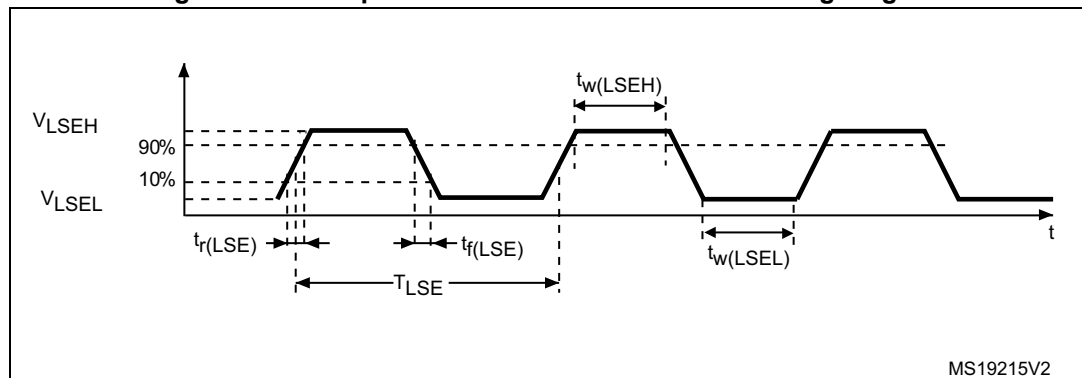 tw(LSEH)
VLSEH
90%
10%
VLSEL
tr(LSE)
tf(LSE)
tw(LSEL)
t
TLSE
MS19215V2